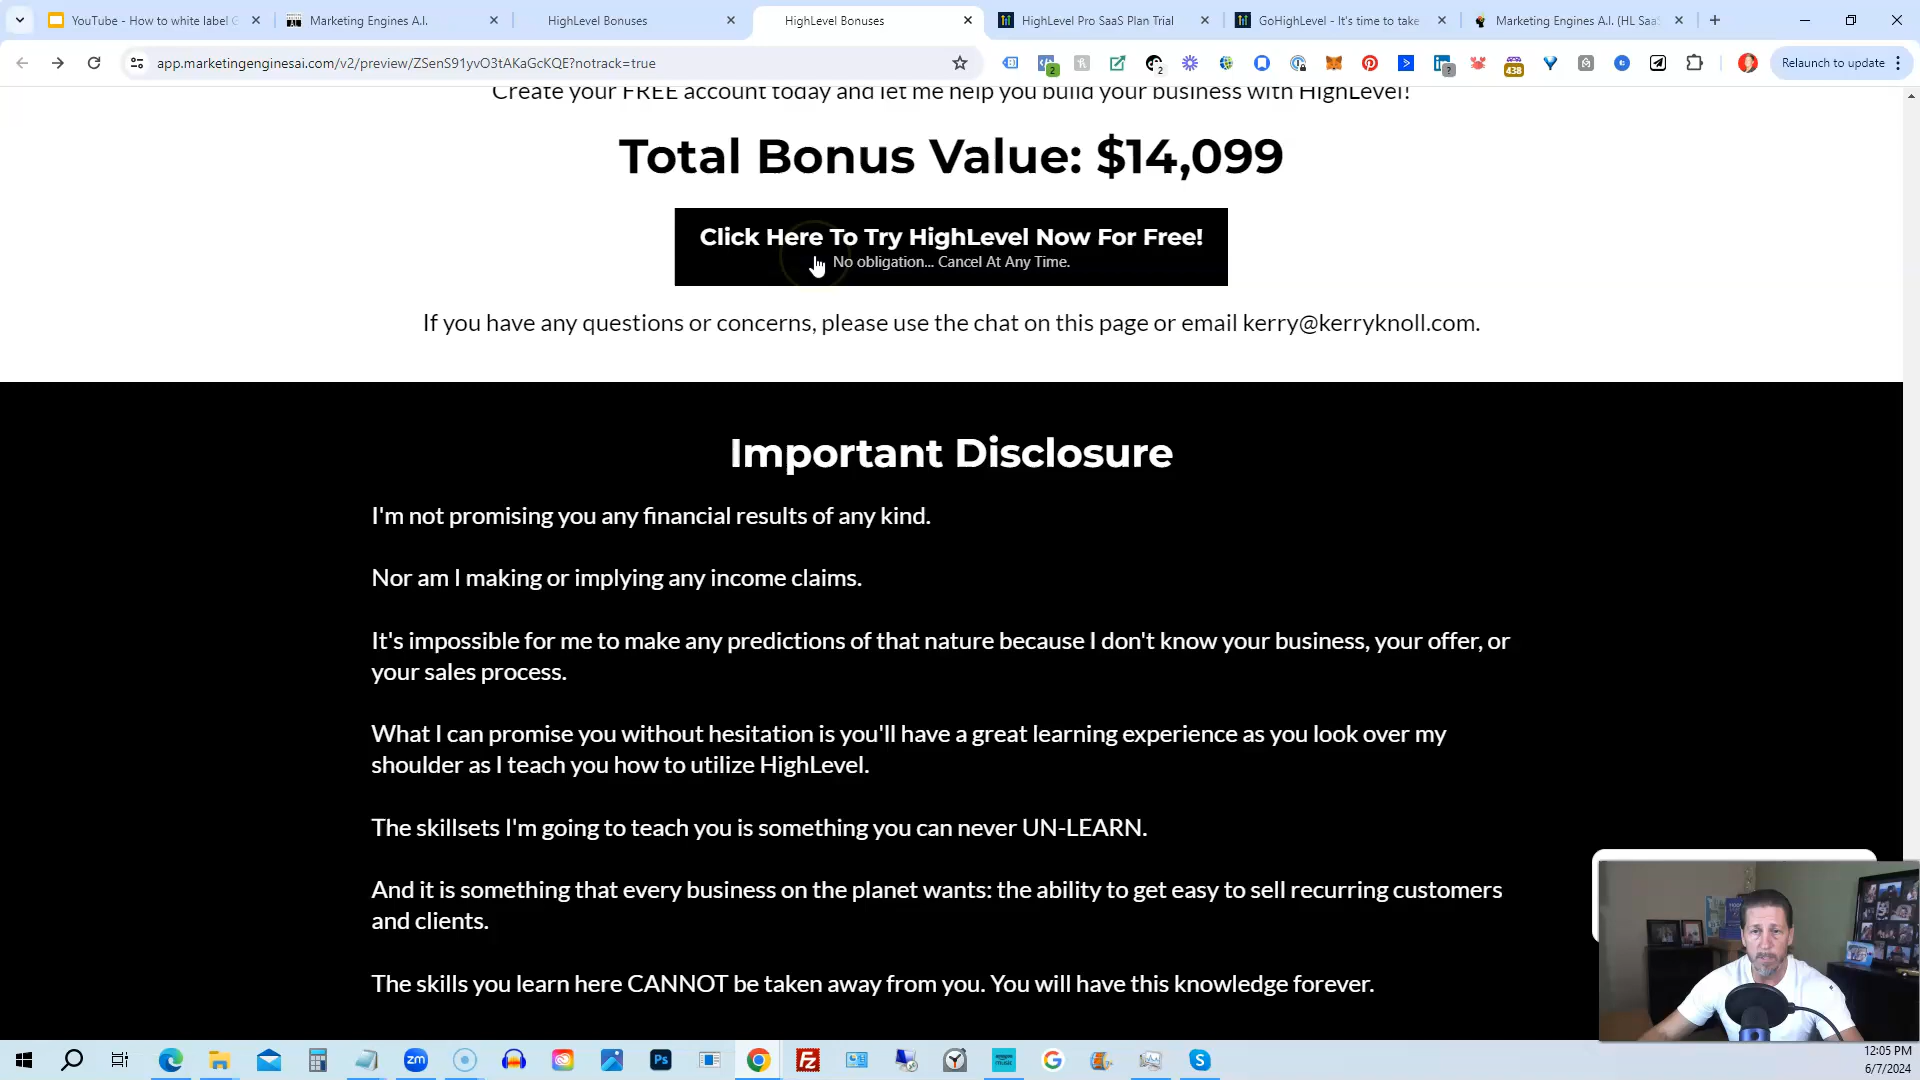 YouTube - How to white label G
Marketing Engines A.I.
HighLevel Bonuses
HighLevel Bonuses
HighLevel Pro SaaS Plan Trial
GoHighLevel - It's time to take
Marketing Engines A.I. (HL SaaS
app.marketingenginesai.com/v2/preview/ZSenS91yvO3tAKaGcKQE?notrack=true
2
2
?
438
Relaunch to update
Create your FREE account today and let me help you build your business with HighLevel!
Total Bonus Value: $14,099
Click Here To Try HighLevel Now For Free!
No obligation... Cancel At Any Time.
If you have any questions or concerns, please use the chat on this page or email kerry@kerryknoll.com.
Important Disclosure
I'm not promising you any financial results of any kind.
Nor am I making or implying any income claims.
It's impossible for me to make any predictions of that nature because I don't know your business, your offer, or
your sales process.
What I can promise you without hesitation is you'll have a great learning experience as you look over my
shoulder as I teach you how to utilize HighLevel.
The skillsets I'm going to teach you is something you can never UN-LEARN.
And it is something that every business on the planet wants: the ability to get easy to sell recurring customers
and clients.
The skills you learn here CANNOT be taken away from you. You will have this knowledge forever.
zm
Ps
Fz
amazon music
G
S
12:05 PM
6/7/2024